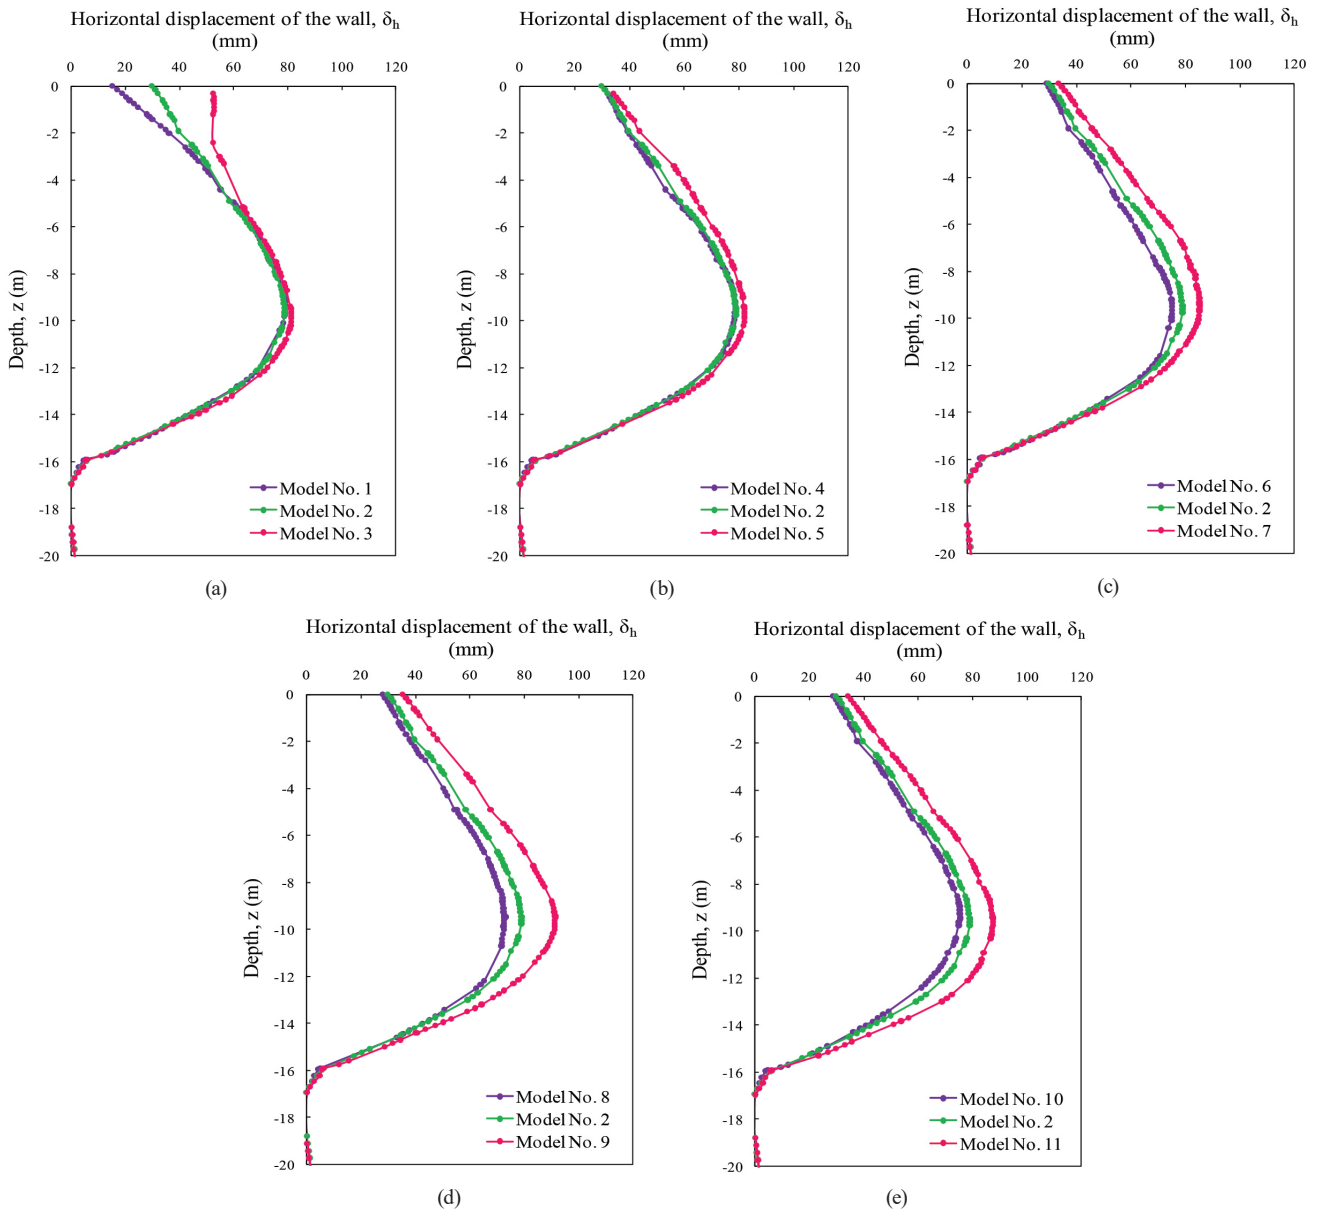 Horizontal displacement of the wall, δh
(mm)
0 20 40 60 80 100 120
0
-2
-4
-6
-8
-10
-12
-14
-16
-18
-20
Depth, z (m)
Model No. 1
Model No. 2
Model No. 3
(a)
Horizontal displacement of the wall, δh
(mm)
0 20 40 60 80 100 120
0
-2
-4
-6
-8
-10
-12
-14
-16
-18
-20
Depth, z (m)
Model No. 4
Model No. 2
Model No. 5
(b)
Horizontal displacement of the wall, δh
(mm)
0 20 40 60 80 100 120
0
-2
-4
-6
-8
-10
-12
-14
-16
-18
-20
Depth, z (m)
Model No. 6
Model No. 2
Model No. 7
(c)
Horizontal displacement of the wall, δh
(mm)
0 20 40 60 80 100 120
0
-2
-4
-6
-8
-10
-12
-14
-16
-18
-20
Depth, z (m)
Model No. 8
Model No. 2
Model No. 9
(d)
Horizontal displacement of the wall, δh
(mm)
0 20 40 60 80 100 120
0
-2
-4
-6
-8
-10
-12
-14
-16
-18
-20
Depth, z (m)
Model No. 10
Model No. 2
Model No. 11
(e)